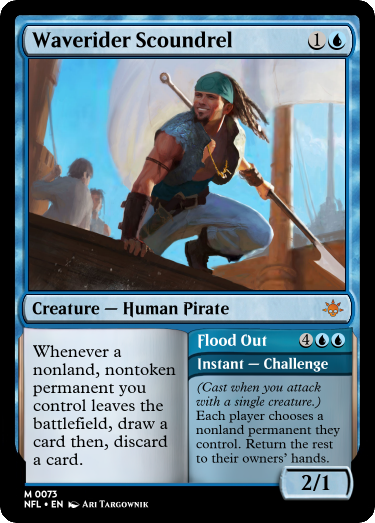 Waverider Scoundrel 1
Creature — Human Pirate
Whenever a
nonland, nontoken
permanent you
control leaves the
battlefield, draw a
card then, discard
a card.
Flood Out 4
Instant — Challenge
(Cast when you attack
with a single creature.)
Each player chooses a
nonland permanent they
control. Return the rest
to their owners' hands.
2/1
M 0073
NFL • EN Ari Targownik